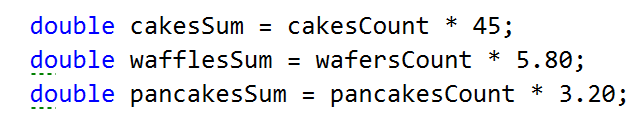 double cakesSum = cakesCount * 45;
double wafflesSum = wafersCount * 5.80;
double pancakesSum = pancakesCount * 3.20;